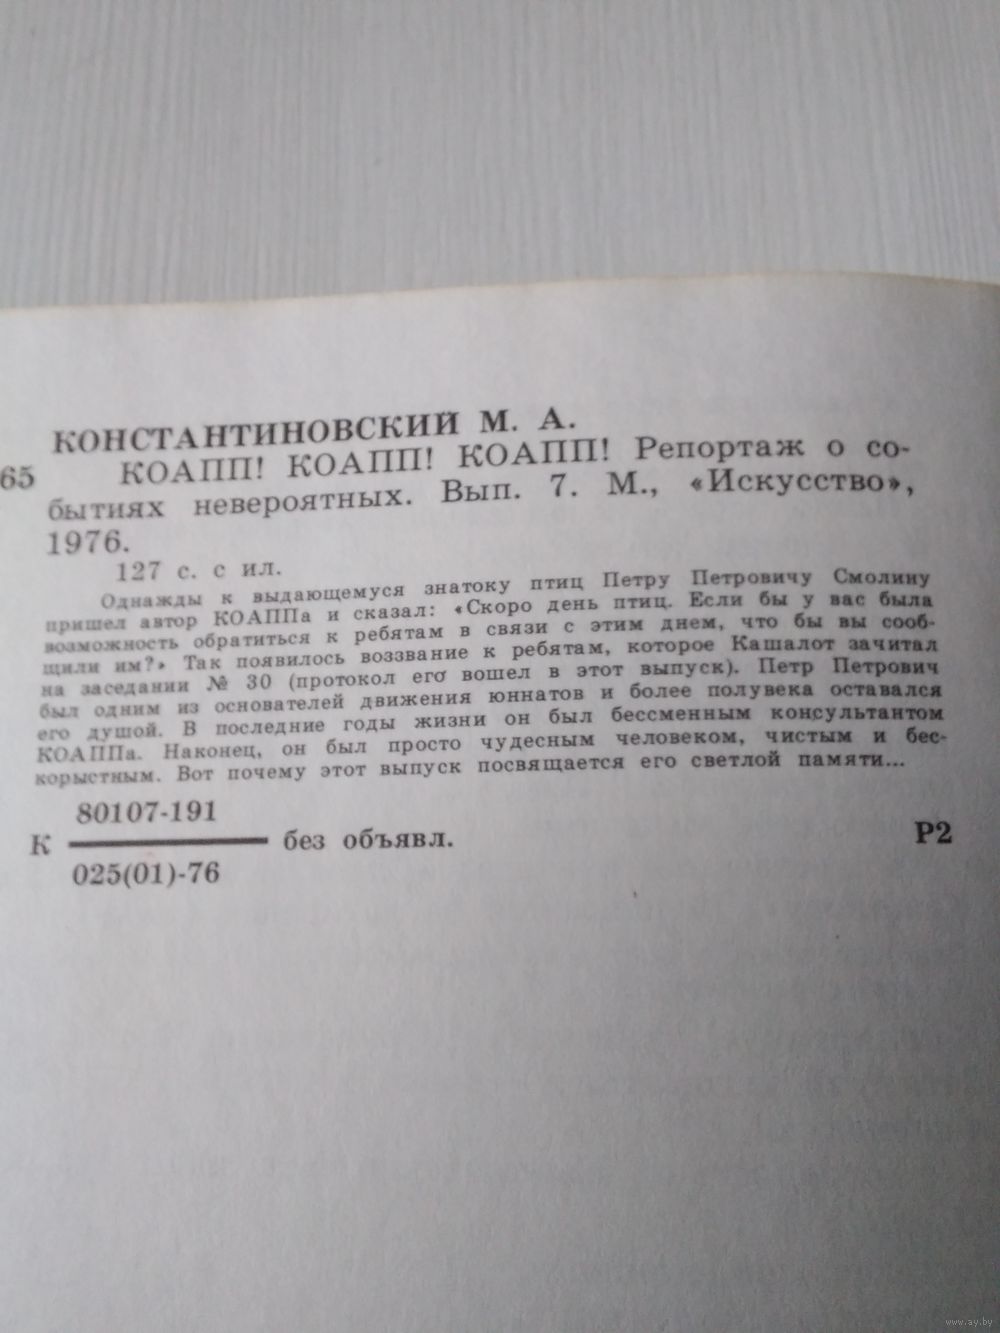 КОНСТАНТИНОВСКИЙ М. А.
65 КОАПП! КОАПП! КОАПП! Репортаж о со-
бытиях невероятных. Вып. 7. М., «Искусство»,
1976.
127 с. с ил.
Однажды к выдающемуся знатоку птиц Петру Петровичу Смолину
пришел автор КОАППа и сказал: «Скоро день птиц. Если бы у вас была
возможность обратиться к ребятам в связи с этим днем, что бы вы сооб-
щили им?» Так появилось воззвание к ребятам, которое Кашалот зачитал
на заседании № 30 (протокол его вошел в этот выпуск). Петр Петрович
был одним из основателей движения юннатов и более полувека оставался
его душой. В последние годы жизни он был бессменным консультантом
КОАППа. Наконец, он был просто чудесным человеком, чистым и бес-
корыстным. Вот почему этот выпуск посвящается его светлой памяти...
80107-191
К без объявл. Р2
025(01)-76
www.ay.by